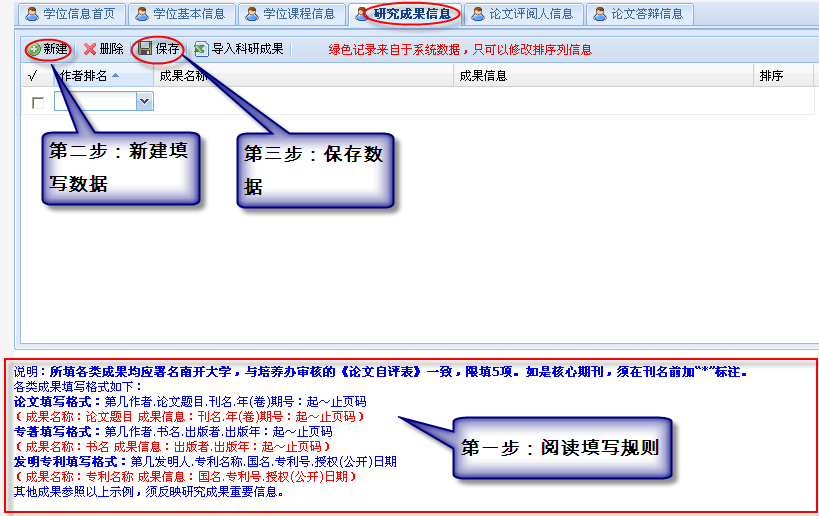 学位信息首页 学位基本信息 学位课程信息 研究成果信息 论文评阅人信息 论文答辩信息
新建 删除 保存 导入科研成果 绿色记录来自于系统数据，只可以修改排序列信息
√ 作者排名 成果名称 成果信息 排序
第二步：新建填
写数据
第三步：保存数
据
说明：所填各类成果均应署名南开大学，与培养办审核的《论文自评表》一致，限填5项。如是核心期刊，须在刊名前加“*”标注。
各类成果填写格式如下：
论文填写格式：第几作者.论文题目.刊名.年(卷)期号：起～止页码
（成果名称：论文题目 成果信息：刊名.年(卷)期号：起～止页码）
专著填写格式：第几作者.书名.出版者.出版年：起～止页码
（成果名称：书名 成果信息：出版者.出版年：起～止页码）
发明专利填写格式：第几发明人.专利名称.国名.专利号.授权(公开)日期
（成果名称：专利名称 成果信息：国名.专利号.授权(公开)日期）
其他成果参照以上示例，须反映研究成果重要信息。
第一步：阅读填写规则